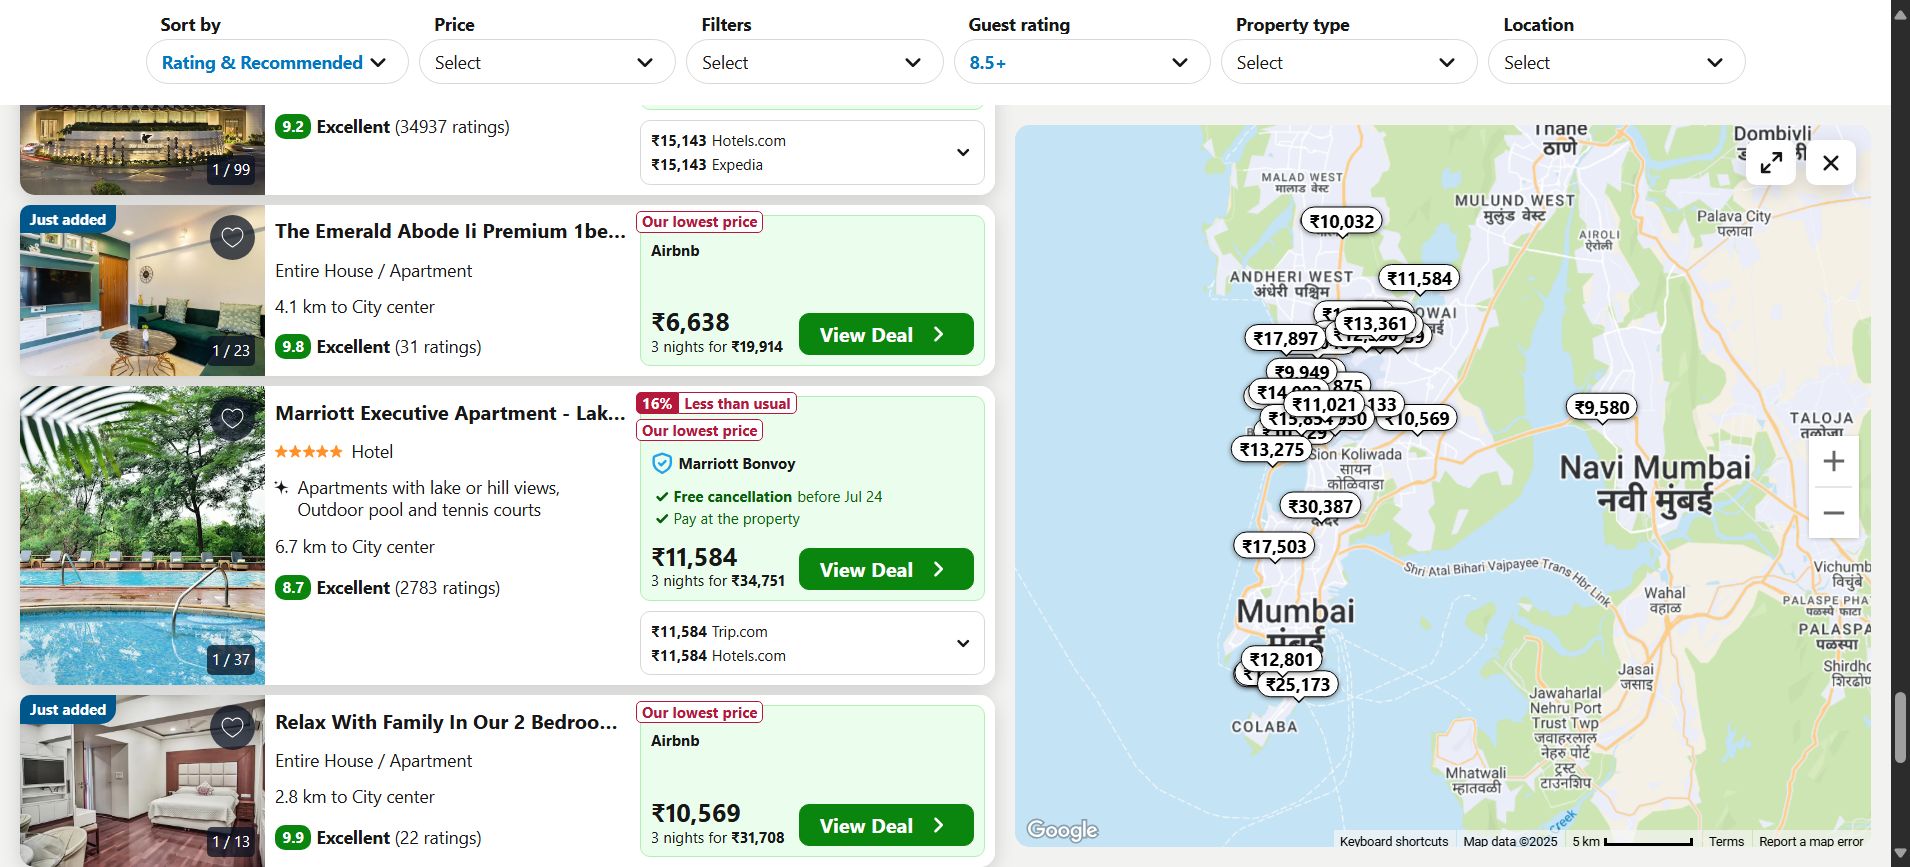 Sort by
Rating & Recommended
Price
Select
Filters
Select
Guest rating
8.5+
Property type
Select
Location
Select
9.2 Excellent (34937 ratings)
1 / 99
₹15,143 Hotels.com
₹15,143 Expedia
Just added
1 / 23
The Emerald Abode Ii Premium 1be...
Entire House / Apartment
4.1 km to City center
9.8 Excellent (31 ratings)
Our lowest price
Airbnb
₹6,638
3 nights for ₹19,914
View Deal
1 / 37
Marriott Executive Apartment - Lak...
Hotel
Apartments with lake or hill views,
Outdoor pool and tennis courts
6.7 km to City center
8.7 Excellent (2783 ratings)
16% Less than usual
Our lowest price
Marriott Bonvoy
Free cancellation before Jul 24
Pay at the property
₹11,584
3 nights for ₹34,751
View Deal
₹11,584 Trip.com
₹11,584 Hotels.com
Just added
1 / 13
Relax With Family In Our 2 Bedroo...
Entire House / Apartment
2.8 km to City center
9.9 Excellent (22 ratings)
Our lowest price
Airbnb
₹10,569
3 nights for ₹31,708
View Deal
Thane
ठाणे
Dombivli
MALAD WEST
मालाड वेस्ट
MULUND WEST
मुलुंड वेस्ट
Palava City
पलावा
₹10,032
AIROLI
ऐरोली
ANDHERI WEST
अंधेरी पश्चिम
₹11,584
₹13,361
₹17,897
₹9,949
₹11,021
₹10,569
₹9,580
TALOJA
तळोजा
₹13,275
Sion Koliwada
सायन
कोळिवाडा
Navi Mumbai
नवी मुंबई
₹30,387
₹17,503
Shri Atal Bihari Vajpayee Trans Hbr Link
Mumbai
मुंबई
₹12,801
₹25,173
COLABA
Wahal
वहाळ
PALASPA
पळस्पा
Jasai
जसाई
Jawaharlal
Nehru Port
Trust Twp
जवाहरलाल
नेहरू पोर्ट
ट्रस्ट
टाउनशिप
Mhatwali
म्हातवळी
Creek
Google
Keyboard shortcuts
Map data ©2025
5 km
Terms
Report a map error